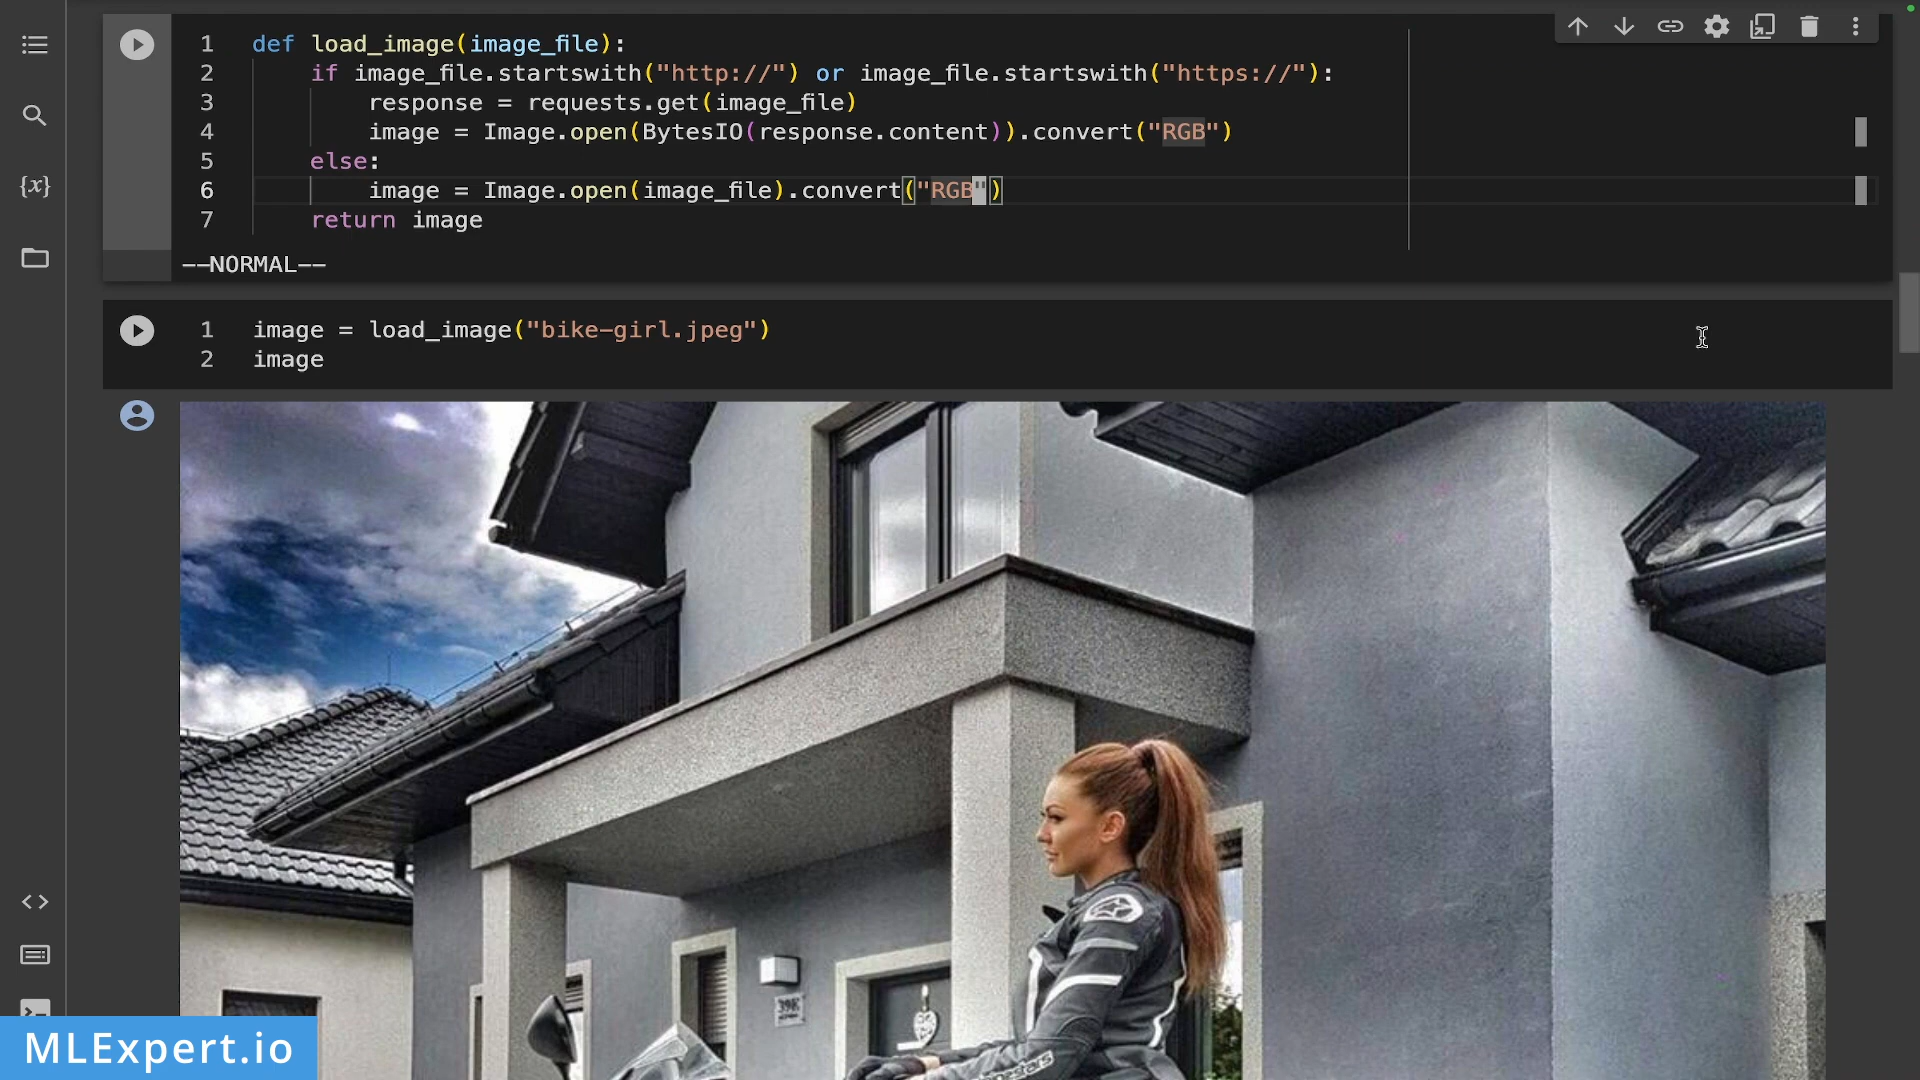 1 def load_image(image_file):
2 if image_file.startswith("http://") or image_file.startswith("https://"):
3 response = requests.get(image_file)
4 image = Image.open(BytesIO(response.content)).convert("RGB")
5 else:
6 image = Image.open(image_file).convert("RGB")
7 return image
--NORMAL--
1 image = load_image("bike-girl.jpeg")
2 image
{x}
MLExpert.io